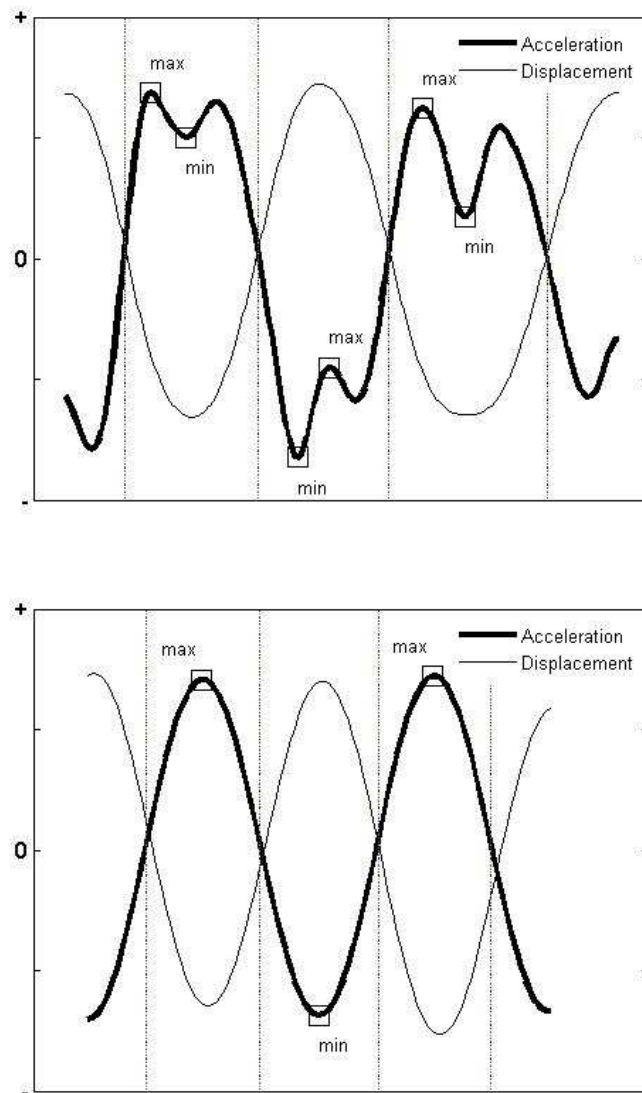 +
Acceleration
Displacement
max
max
min
min
0
max
min
-
+
Acceleration
Displacement
max
max
0
min
-